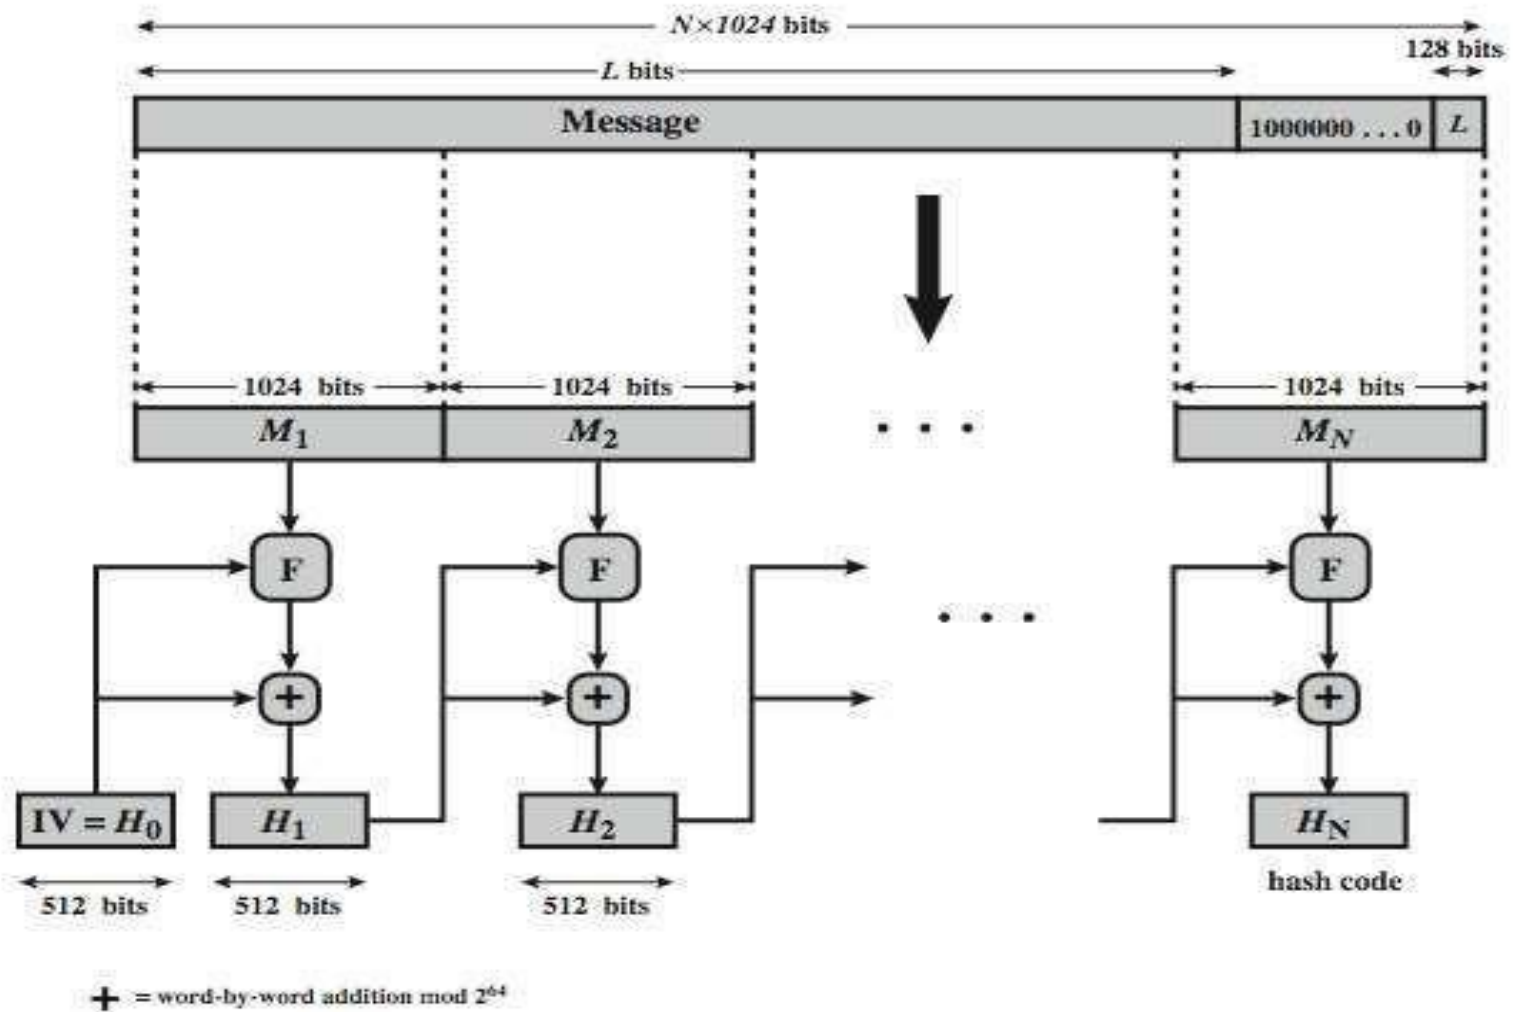 N×1024 bits
128 bits
L bits
Message 1000000 . . . 0 L
1024 bits 1024 bits 1024 bits
M1 M2 . . . MN
F F F
. . .
+ + +
IV = H0 H1 H2 HN
hash code
512 bits 512 bits 512 bits
+ = word-by-word addition mod 2^64